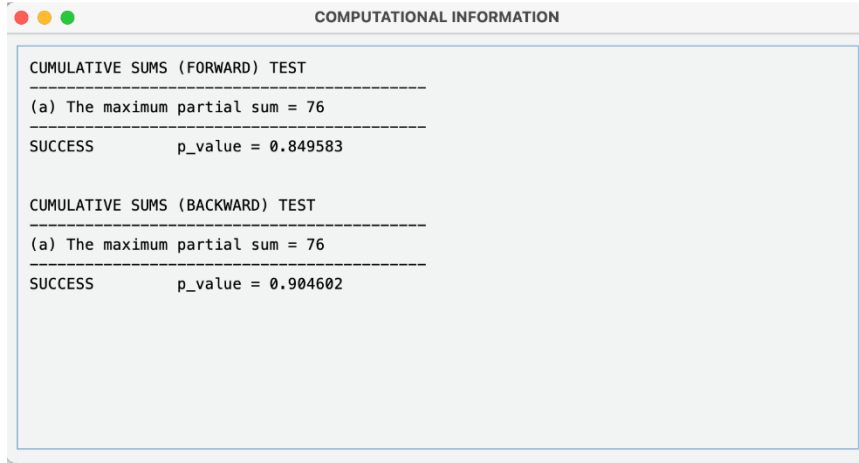 COMPUTATIONAL INFORMATION
CUMULATIVE SUMS (FORWARD) TEST
-------------------------------------------
(a) The maximum partial sum = 76
-------------------------------------------
SUCCESS p_value = 0.849583
CUMULATIVE SUMS (BACKWARD) TEST
-------------------------------------------
(a) The maximum partial sum = 76
-------------------------------------------
SUCCESS p_value = 0.904602